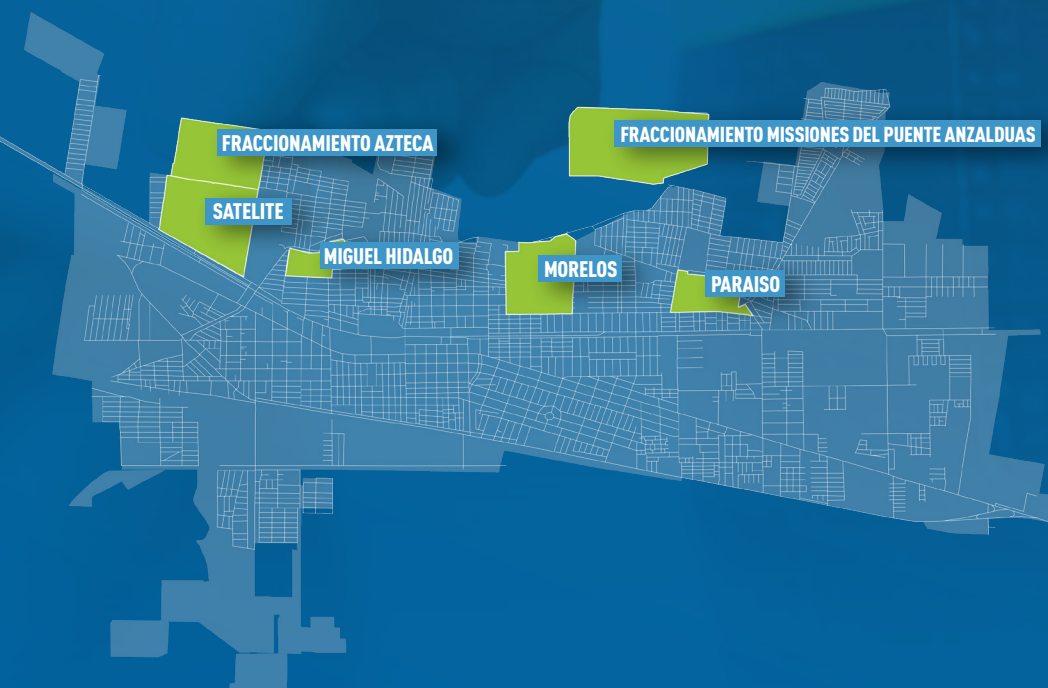 FRACCIONAMIENTO MISSIONES DEL PUENTE ANZALDUAS
FRACCIONAMIENTO AZTECA
SATELITE
MIGUEL HIDALGO
MORELOS
PARAISO